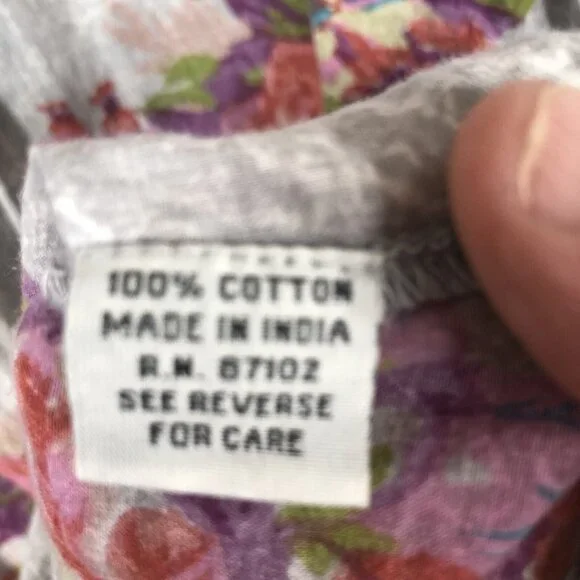 100% COTTON
MADE IN INDIA
R.N. 87102
SEE REVERSE
FOR CARE